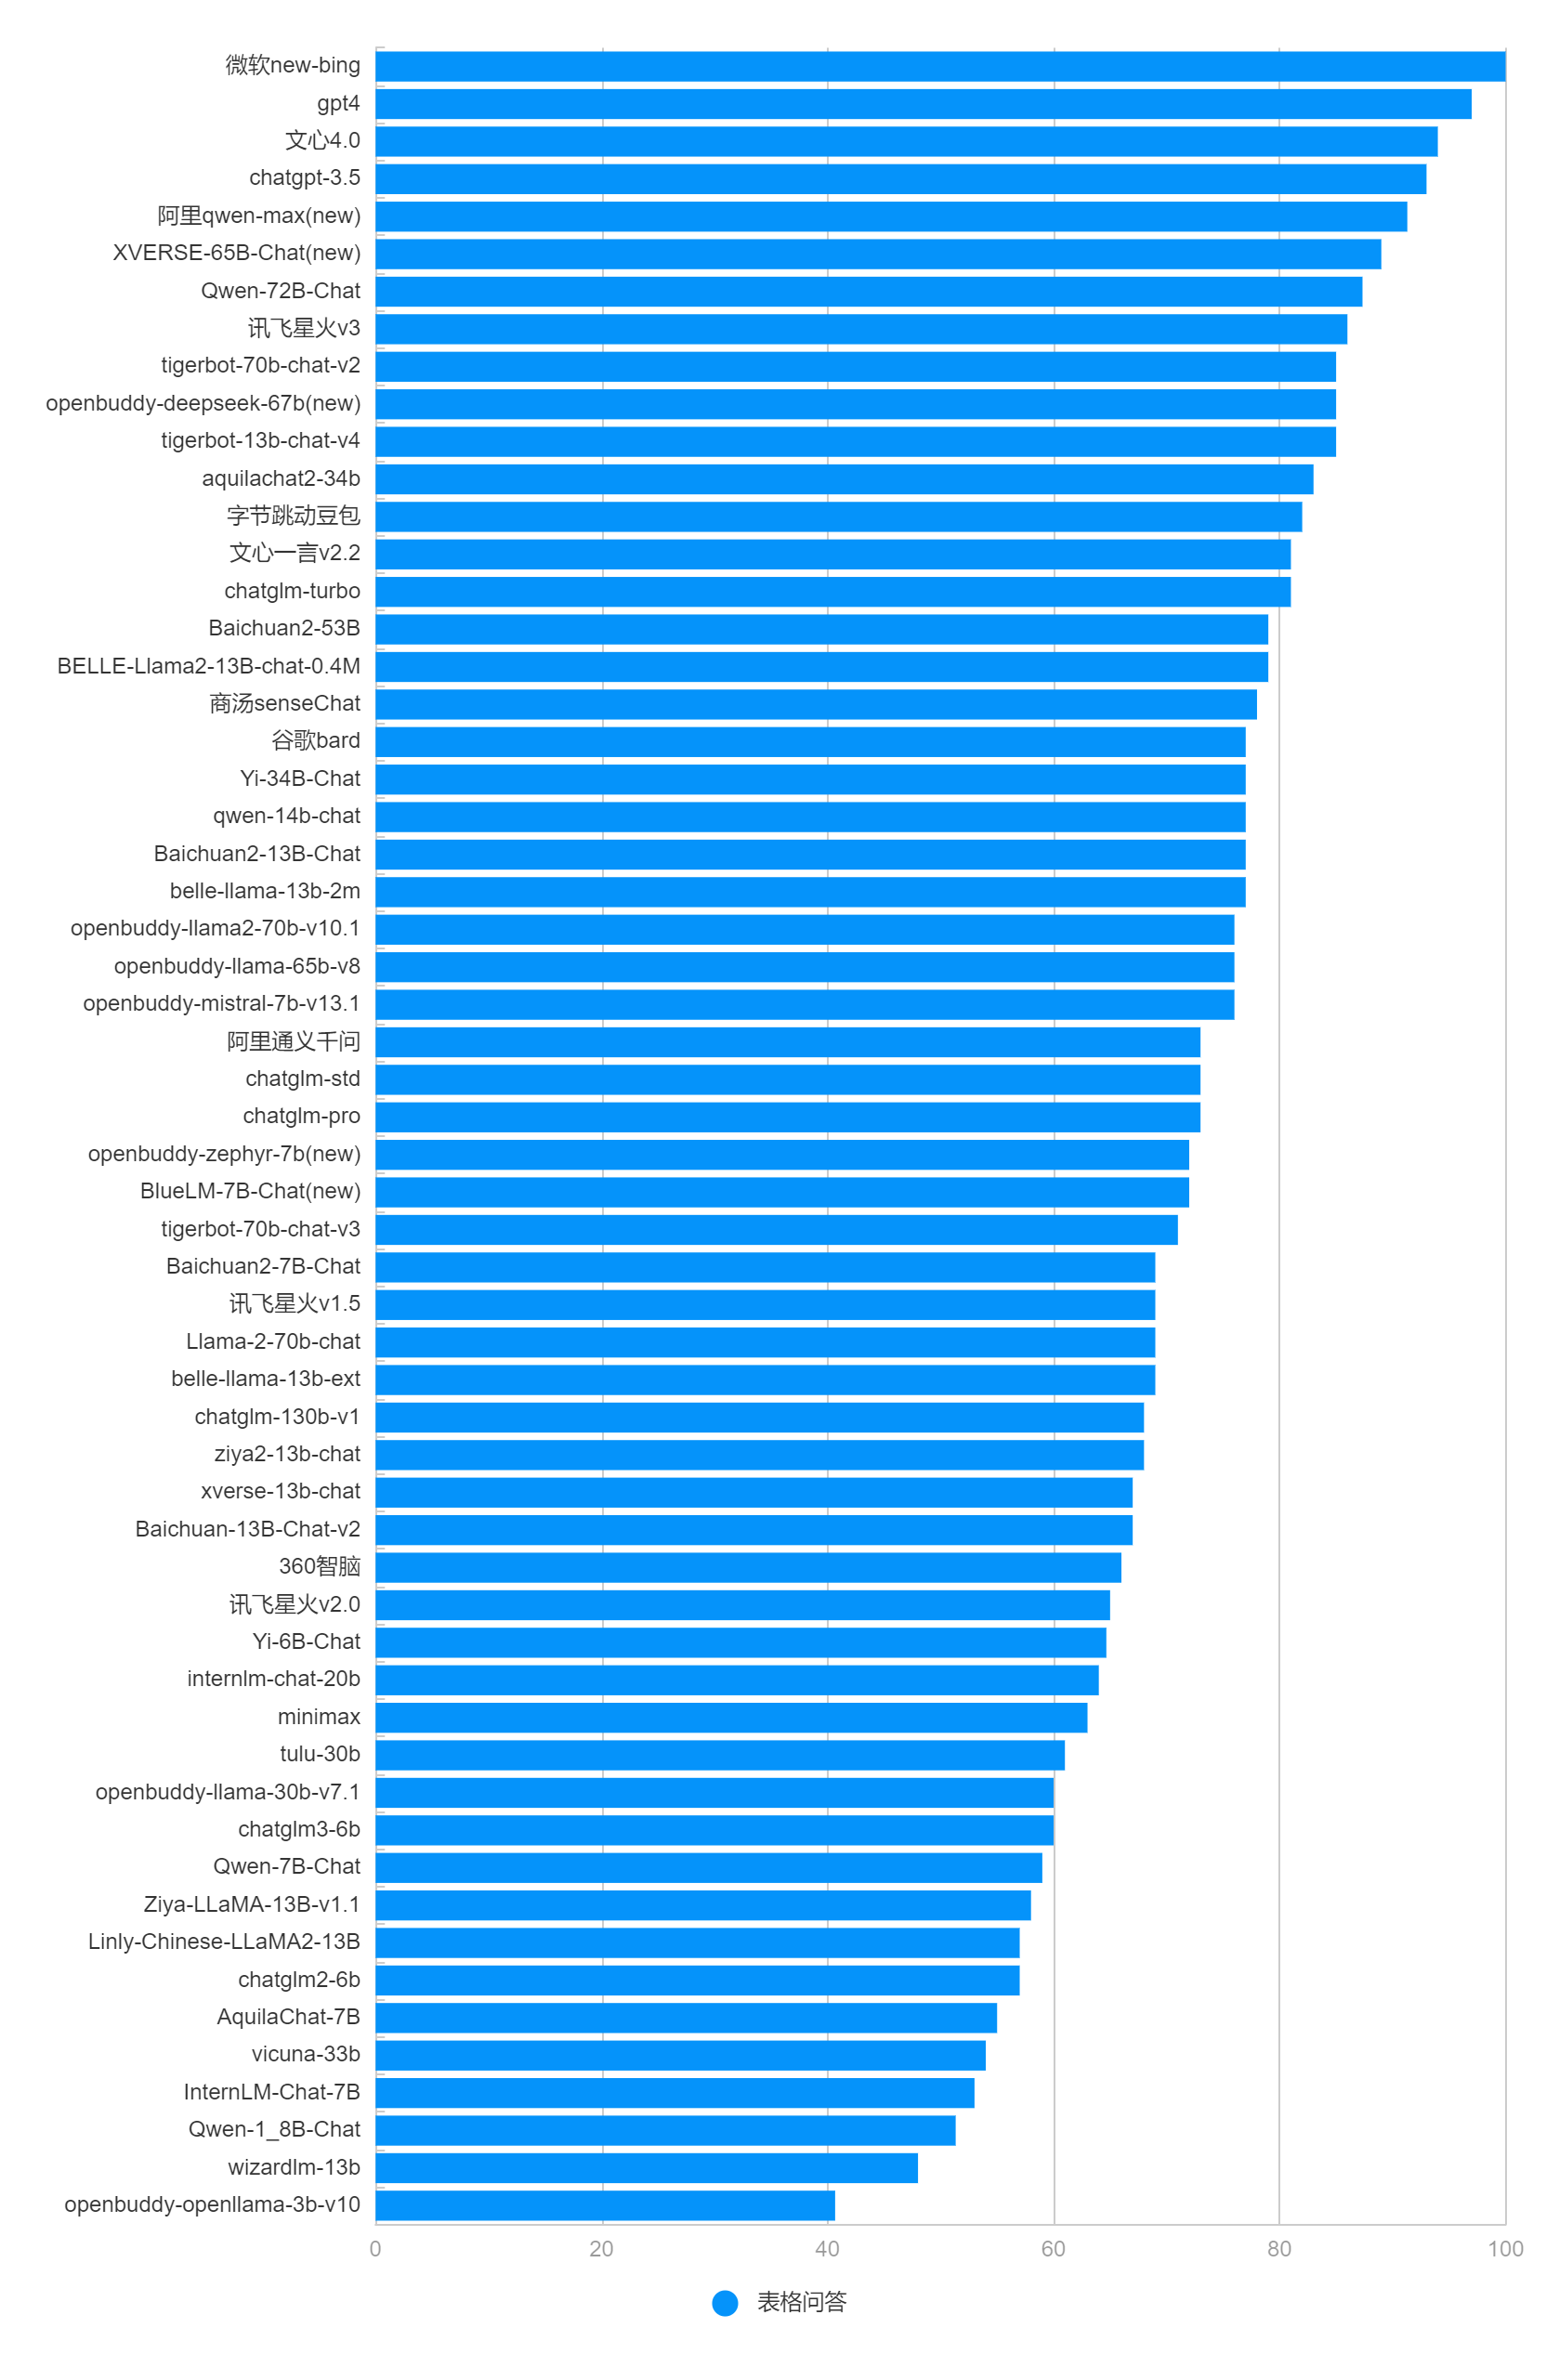 微软new-bing
gpt4
文心4.0
chatgpt-3.5
阿里qwen-max(new)
XVERSE-65B-Chat(new)
Qwen-72B-Chat
讯飞星火v3
tigerbot-70b-chat-v2
openbuddy-deepseek-67b(new)
tigerbot-13b-chat-v4
aquilachat2-34b
字节跳动豆包
文心一言v2.2
chatglm-turbo
Baichuan2-53B
BELLE-Llama2-13B-chat-0.4M
商汤senseChat
谷歌bard
Yi-34B-Chat
qwen-14b-chat
Baichuan2-13B-Chat
belle-llama-13b-2m
openbuddy-llama2-70b-v10.1
openbuddy-llama-65b-v8
openbuddy-mistral-7b-v13.1
阿里通义千问
chatglm-std
chatglm-pro
openbuddy-zephyr-7b(new)
BlueLM-7B-Chat(new)
tigerbot-70b-chat-v3
Baichuan2-7B-Chat
讯飞星火v1.5
Llama-2-70b-chat
belle-llama-13b-ext
chatglm-130b-v1
ziya2-13b-chat
xverse-13b-chat
Baichuan-13B-Chat-v2
360智脑
讯飞星火v2.0
Yi-6B-Chat
internlm-chat-20b
minimax
tulu-30b
openbuddy-llama-30b-v7.1
chatglm3-6b
Qwen-7B-Chat
Ziya-LLaMA-13B-v1.1
Linly-Chinese-LLaMA2-13B
chatglm2-6b
AquilaChat-7B
vicuna-33b
InternLM-Chat-7B
Qwen-1_8B-Chat
wizardlm-13b
openbuddy-openllama-3b-v10
0 20 40 60 80 100
表格问答